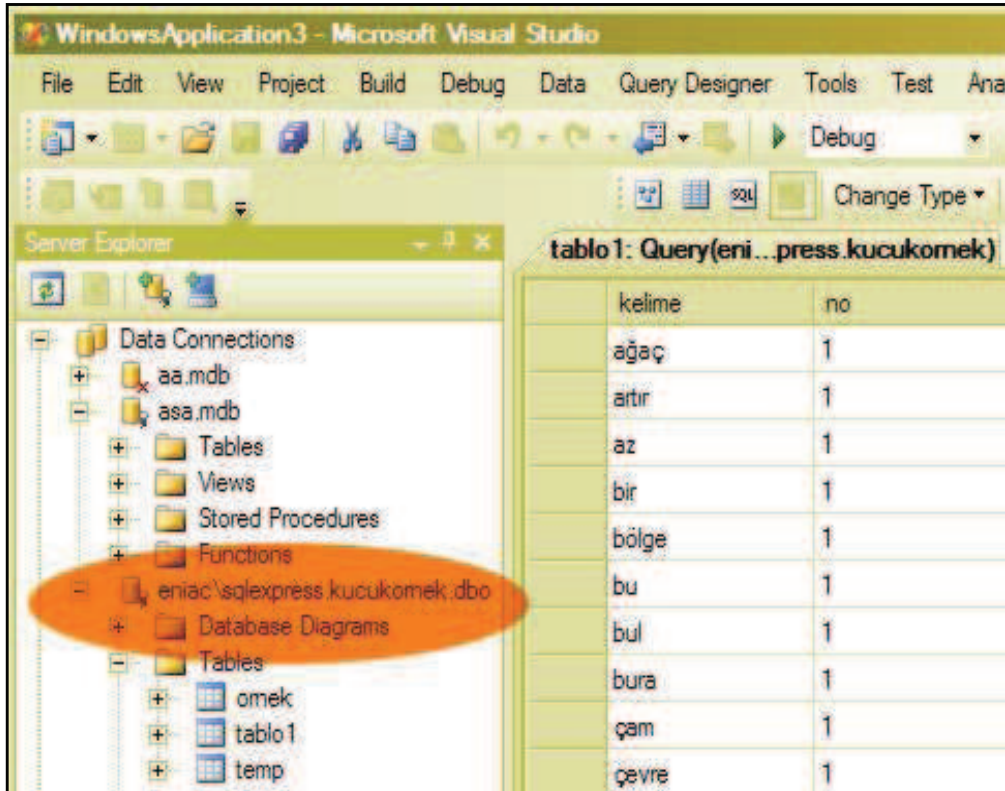 WindowsApplication3 - Microsoft Visual Studio
File Edit View Project Build Debug Data Query Designer Tools Test Ana
Debug
SQL Change Type
Server Explorer
Data Connections
aa.mdb
asa.mdb
Tables
Views
Stored Procedures
Functions
eniac\sqlexpress.kucukornek.dbo
Database Diagrams
Tables
ornek
tablo1
temp
tablo1: Query(eni...press.kucukornek)
kelime no
ağaç 1
artır 1
az 1
bir 1
bölge 1
bu 1
bul 1
bura 1
çam 1
çevre 1